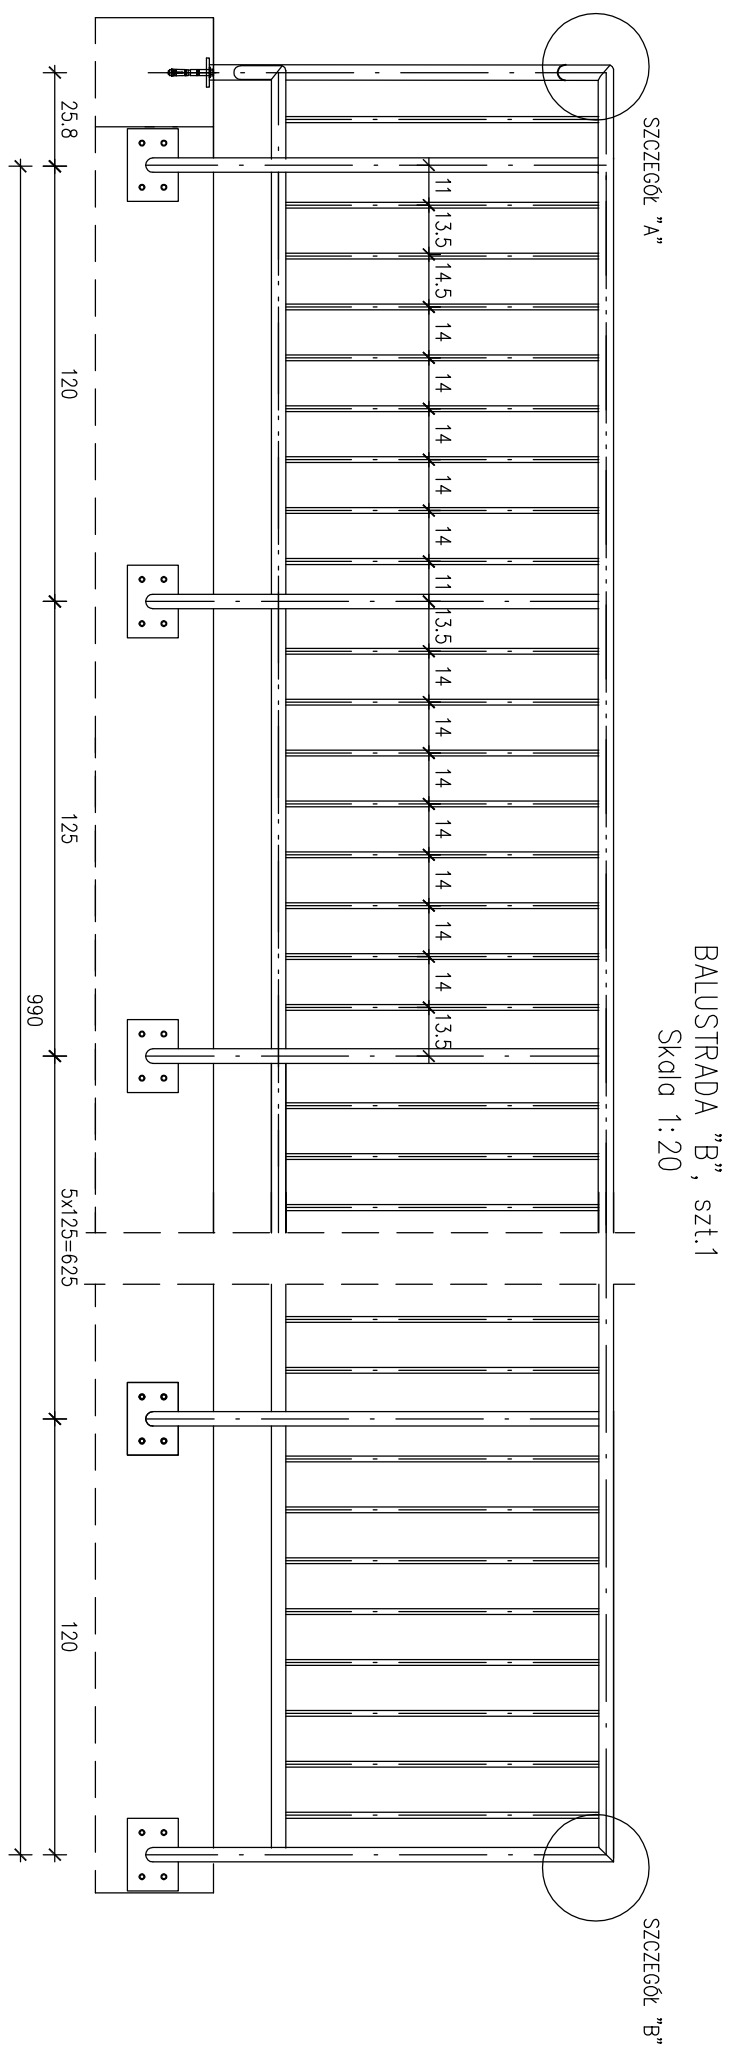 BALUSTRADA "B", szt.1
Skala 1:20
SZCZEGÓŁ "A"
SZCZEGÓŁ "B"
11 13.5 14.5 14 14 14 14 14 11 13.5 14 14 14 14 14 14 14 13.5
25.8 120 125 5x125=625 120
990